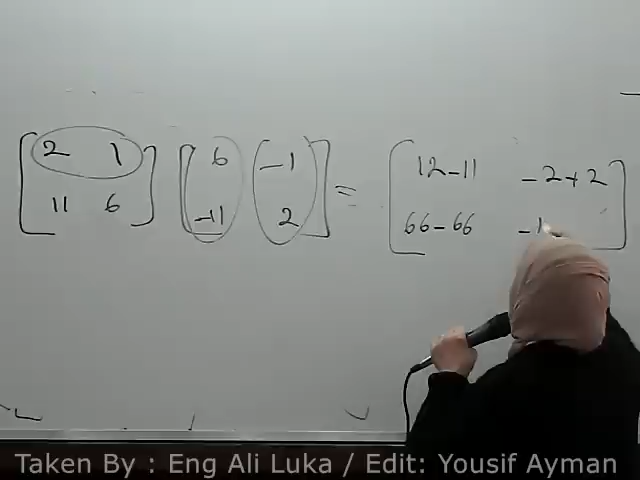 [2 1] [6 -1] = [12-11 -2+2]
[11 6] [-11 2] [66-66 -1
Taken By : Eng Ali Luka / Edit: Yousif Ayman